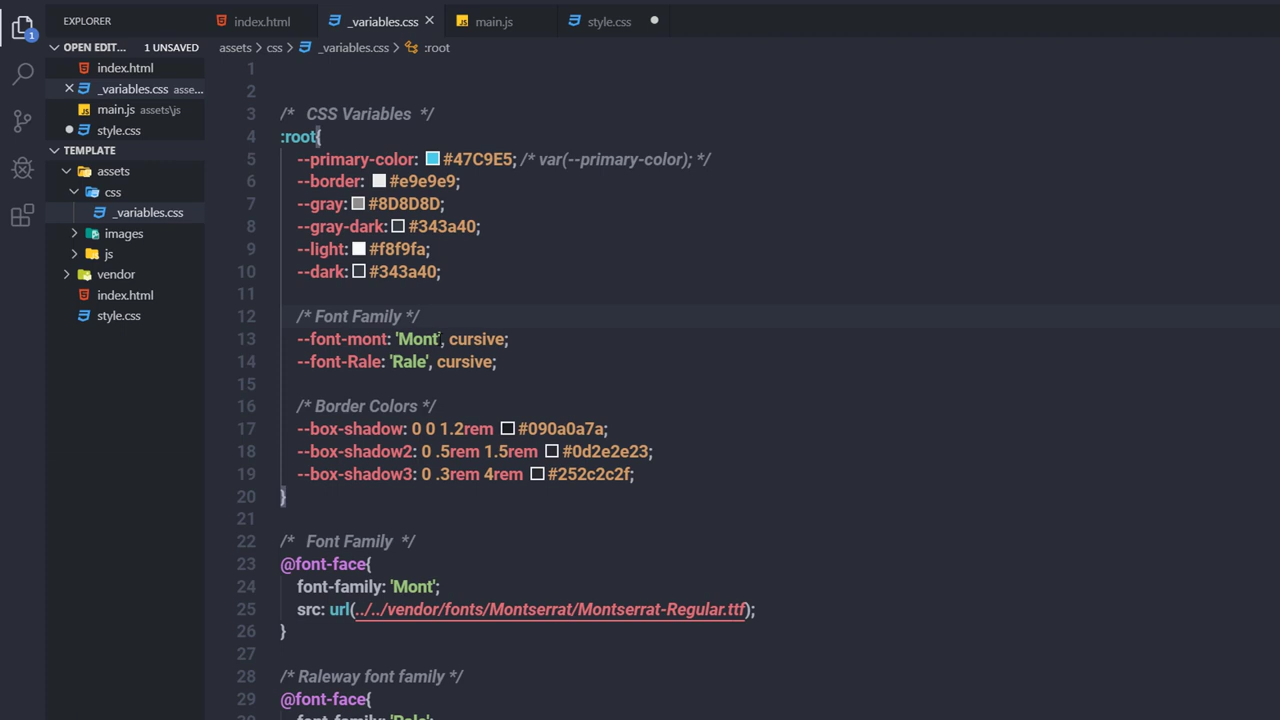 EXPLORER
index.html
_variables.css
main.js
style.css
1
OPEN EDIT...
1 UNSAVED
assets > css > _variables.css > :root
index.html
_variables.css asse...
main.js assets\js
style.css
TEMPLATE
assets
css
_variables.css
images
js
vendor
index.html
style.css
1
2
3 /* CSS Variables */
4 :root{
5 --primary-color: #47C9E5; /* var(--primary-color); */
6 --border: #e9e9e9;
7 --gray: #8D8D8D;
8 --gray-dark: #343a40;
9 --light: #f8f9fa;
10 --dark: #343a40;
11
12 /* Font Family */
13 --font-mont: 'Mont', cursive;
14 --font-Rale: 'Rale', cursive;
15
16 /* Border Colors */
17 --box-shadow: 0 0 1.2rem #090a0a7a;
18 --box-shadow2: 0 .5rem 1.5rem #0d2e2e23;
19 --box-shadow3: 0 .3rem 4rem #252c2c2f;
20 }
21
22 /* Font Family */
23 @font-face{
24 font-family: 'Mont';
25 src: url(../../vendor/fonts/Montserrat/Montserrat-Regular.ttf);
26 }
27
28 /* Raleway font family */
29 @font-face{
font-family: 'Rale';